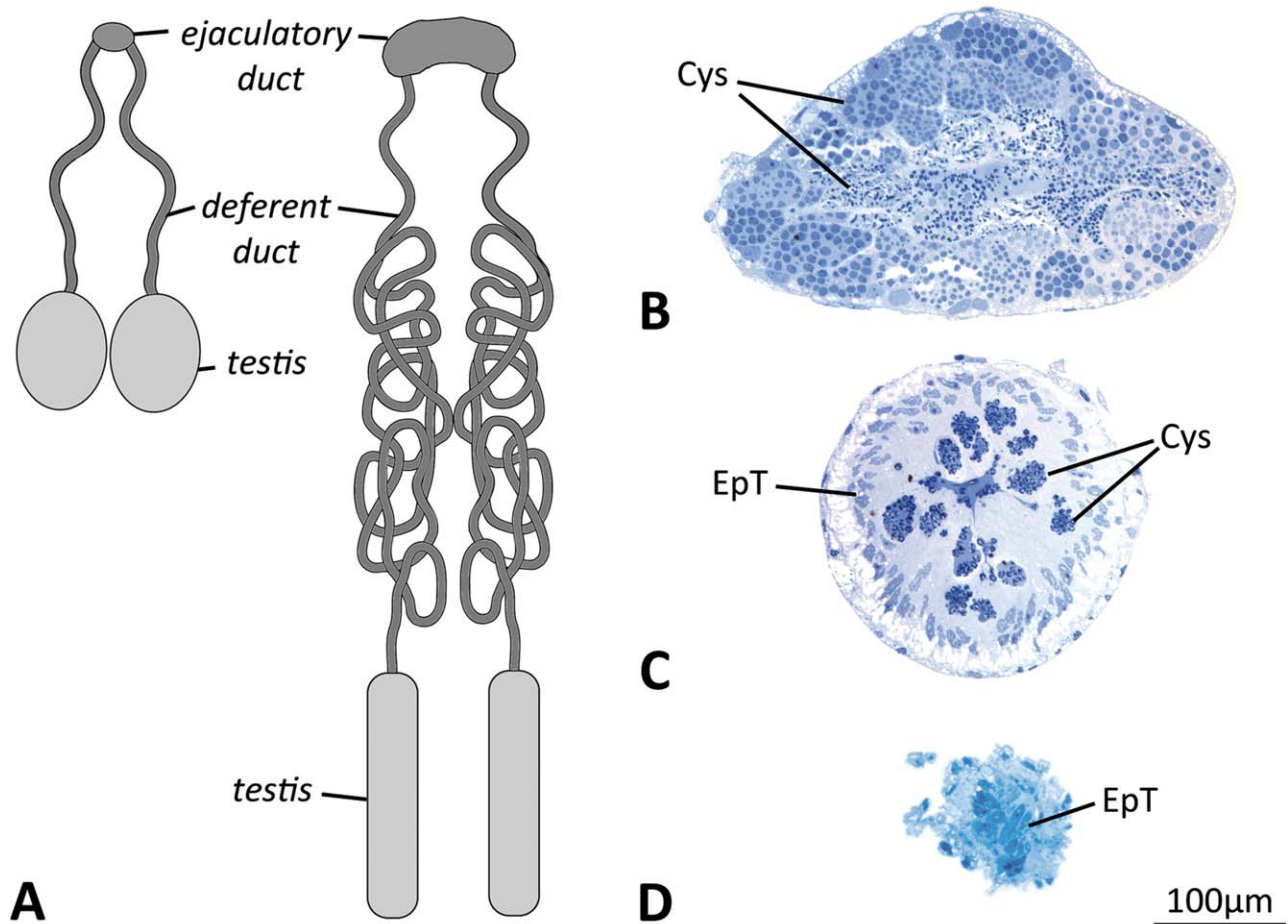 ejaculatory
duct
deferent
duct
testis
testis
A
Cys
B
EpT
Cys
C
EpT
D
100µm